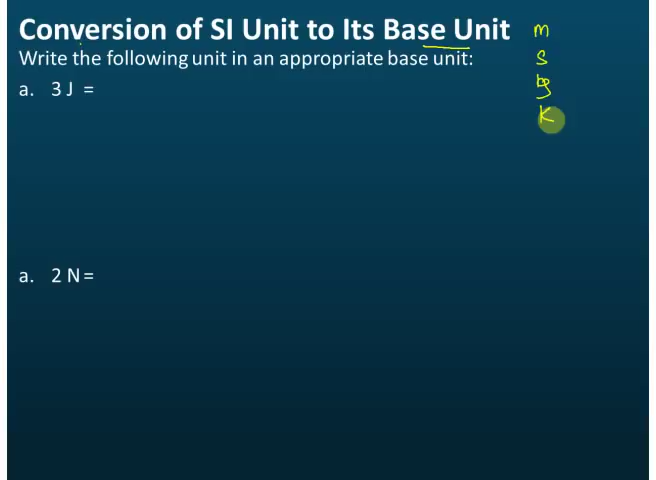 Conversion of SI Unit to Its Base Unit
m
Write the following unit in an appropriate base unit:
s
a. 3 J =
kg
K
a. 2 N =